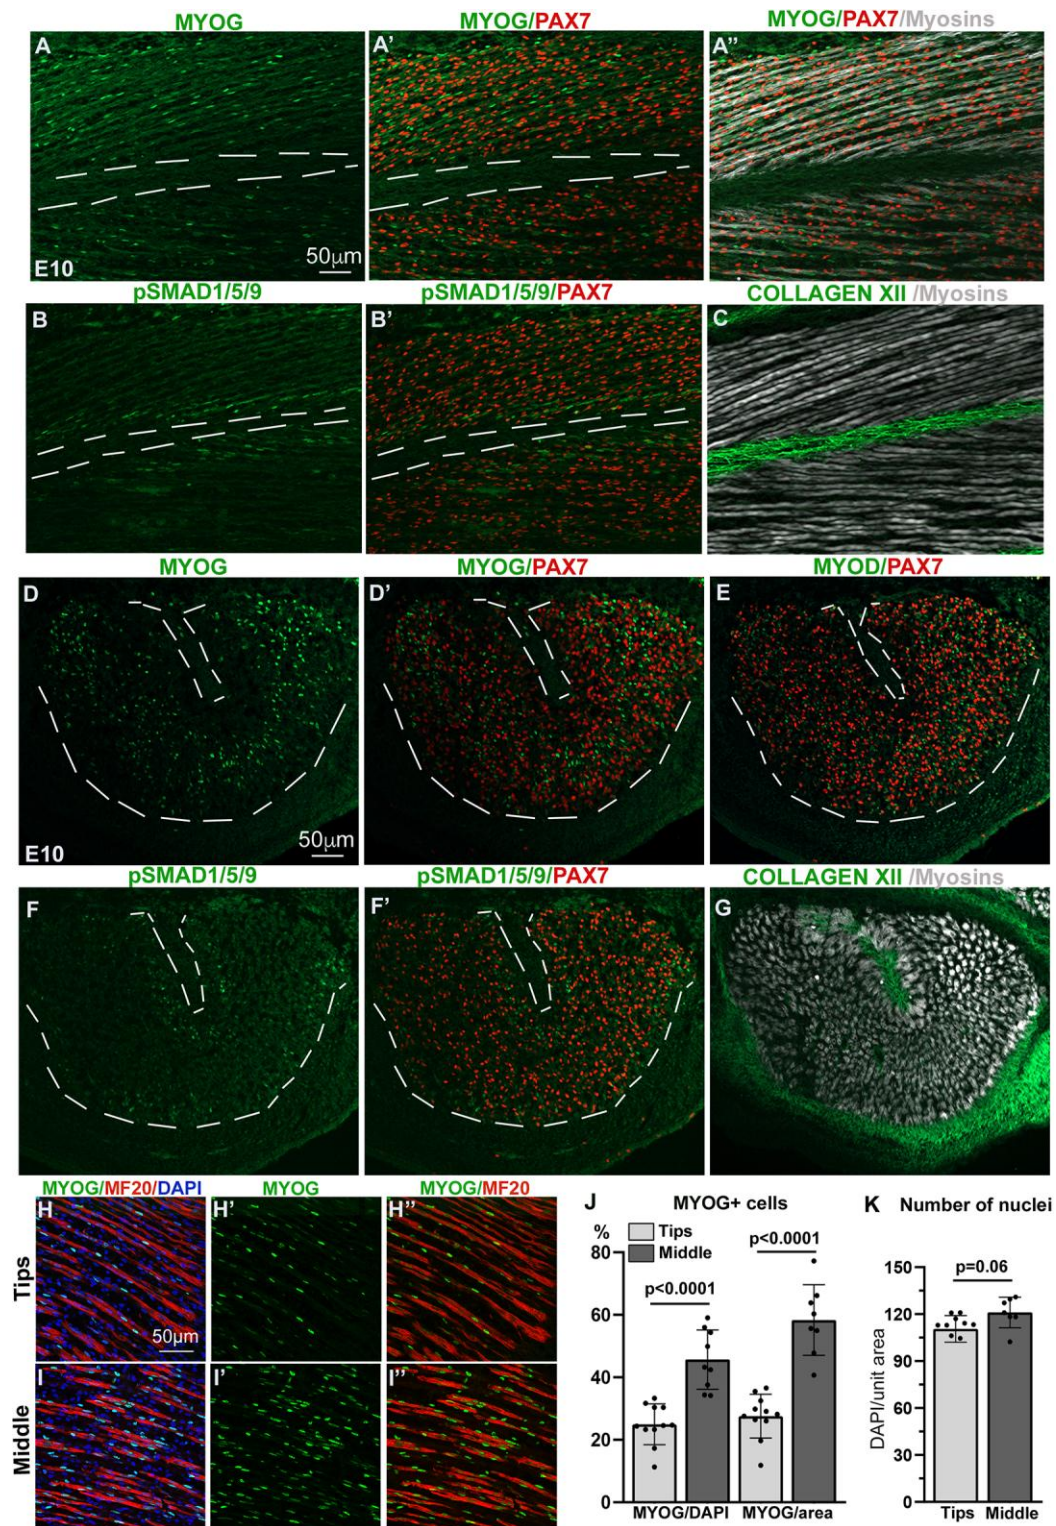 MYOG MYOG/PAX7 MYOG/PAX7/Myosins
A A' A''
E10 50µm
pSMAD1/5/9 pSMAD1/5/9/PAX7 COLLAGEN XII /Myosins
B B' C
MYOG MYOG/PAX7 MYOD/PAX7
D D' E
E10 50µm
pSMAD1/5/9 pSMAD1/5/9/PAX7 COLLAGEN XII /Myosins
F F' G
MYOG/MF20/DAPI MYOG MYOG/MF20
H H' H''
Tips
50µm
I I' I''
Middle
J MYOG+ cells
%
Tips
Middle
p<0.0001
p<0.0001
80
60
40
20
0
MYOG/DAPI MYOG/area
K Number of nuclei
p=0.06
DAPI/unit area
150
120
90
60
30
0
Tips Middle